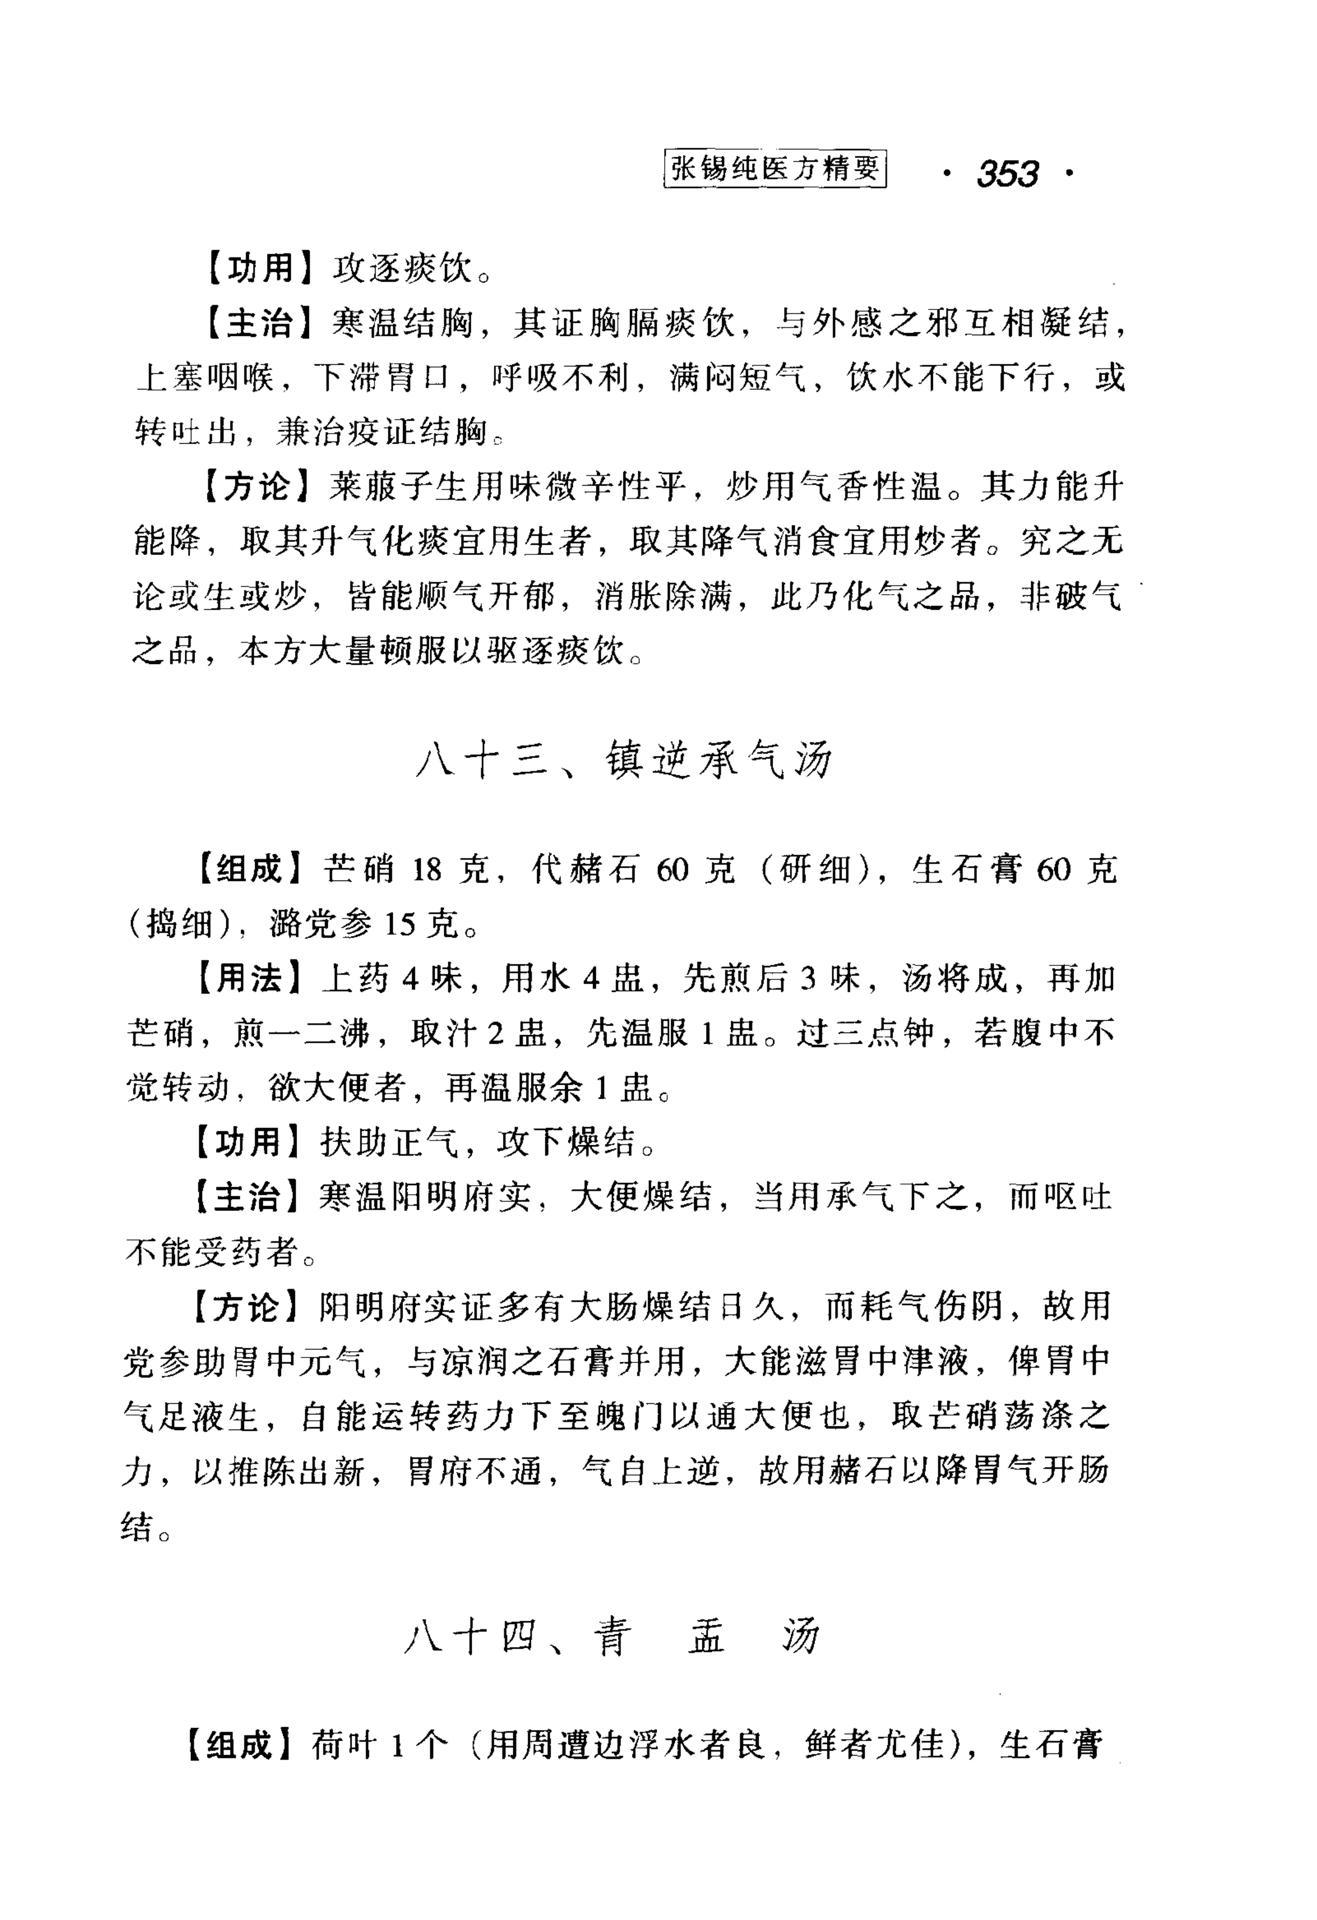 张锡纯医方精要 · 353 ·
【功用】攻逐痰饮。
【主治】寒温结胸，其证胸膈痰饮，与外感之邪互相凝结，
上塞咽喉，下滞胃口，呼吸不利，满闷短气，饮水不能下行，或
转吐出，兼治疫证结胸。
【方论】莱菔子生用味微辛性平，炒用气香性温。其力能升
能降，取其升气化痰宜用生者，取其降气消食宜用炒者。究之无
论或生或炒，皆能顺气开郁，消胀除满，此乃化气之品，非破气
之品，本方大量顿服以驱逐痰饮。
八十三、镇逆承气汤
【组成】芒硝 18 克，代赭石 60 克（研细），生石膏 60 克
（捣细），潞党参 15 克。
【用法】上药 4 味，用水 4 盅，先煎后 3 味，汤将成，再加
芒硝，煎一二沸，取汁 2 盅，先温服 1 盅。过三点钟，若腹中不
觉转动，欲大便者，再温服余 1 盅。
【功用】扶助正气，攻下燥结。
【主治】寒温阳明府实，大便燥结，当用承气下之，而呕吐
不能受药者。
【方论】阳明府实证多有大肠燥结日久，而耗气伤阴，故用
党参助胃中元气，与凉润之石膏并用，大能滋胃中津液，俾胃中
气足液生，自能运转药力下至魄门以通大便也，取芒硝荡涤之
力，以推陈出新，胃府不通，气自上逆，故用赭石以降胃气开肠
结。
八十四、青 盂 汤
【组成】荷叶 1 个（用周遭边浮水者良，鲜者尤佳），生石膏